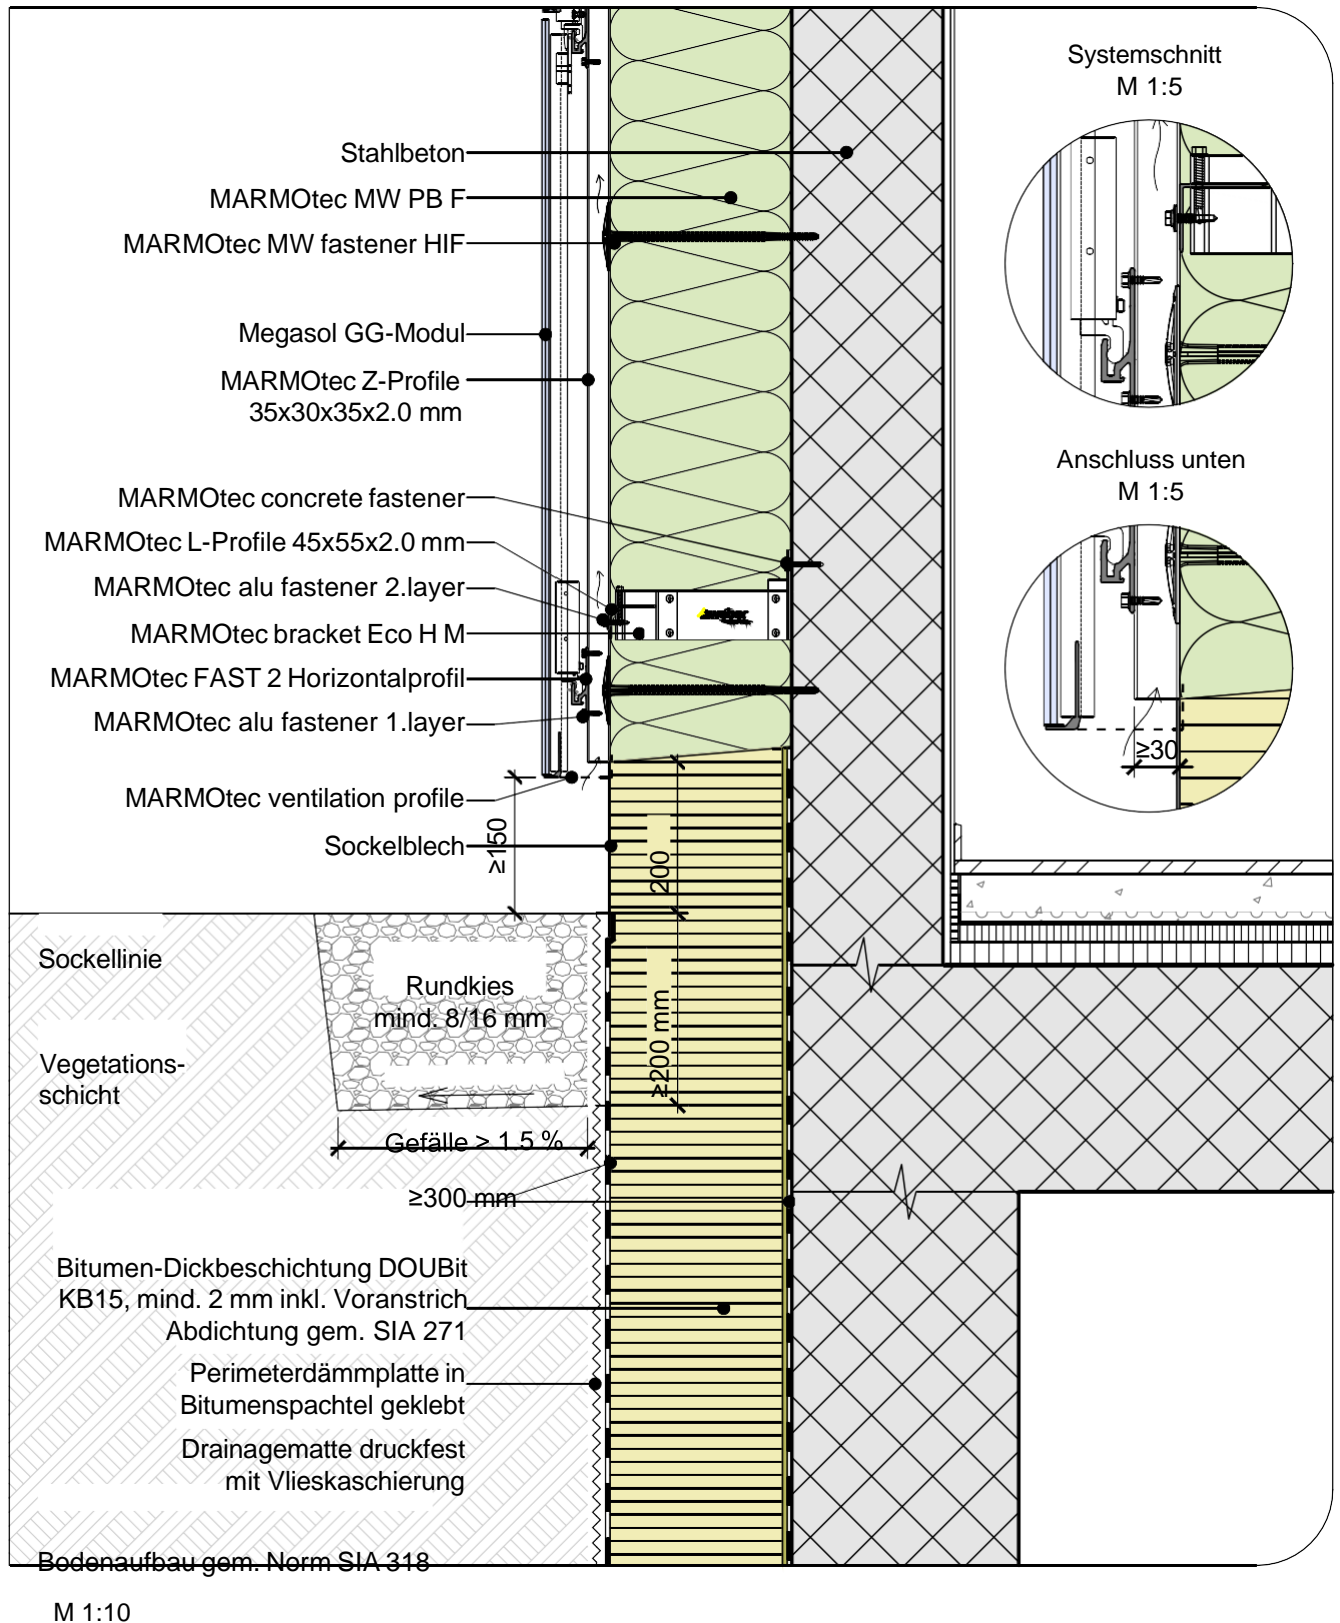 Systemschnitt
M 1:5
Stahlbeton
MARMOtec MW PB F
MARMOtec MW fastener HIF
Megasol GG-Modul
MARMOtec Z-Profile
35x30x35x2.0 mm
Anschluss unten
M 1:5
MARMOtec concrete fastener
MARMOtec L-Profile 45x55x2.0 mm
MARMOtec alu fastener 2.layer
MARMOtec bracket Eco H M
MARMOtec FAST 2 Horizontalprofil
MARMOtec alu fastener 1.layer
≥30
MARMOtec ventilation profile
Sockelblech
≥150
200
Sockellinie
Rundkies
mind. 8/16 mm
≥200 mm
Vegetations-
schicht
Gefälle > 1.5 %
≥300 mm
Bitumen-Dickbeschichtung DOUBit
KB15, mind. 2 mm inkl. Voranstrich
Abdichtung gem. SIA 271
Perimeterdämmplatte in
Bitumenspachtel geklebt
Drainagematte druckfest
mit Vlieskaschierung
Bodenaufbau gem. Norm SIA 318
M 1:10